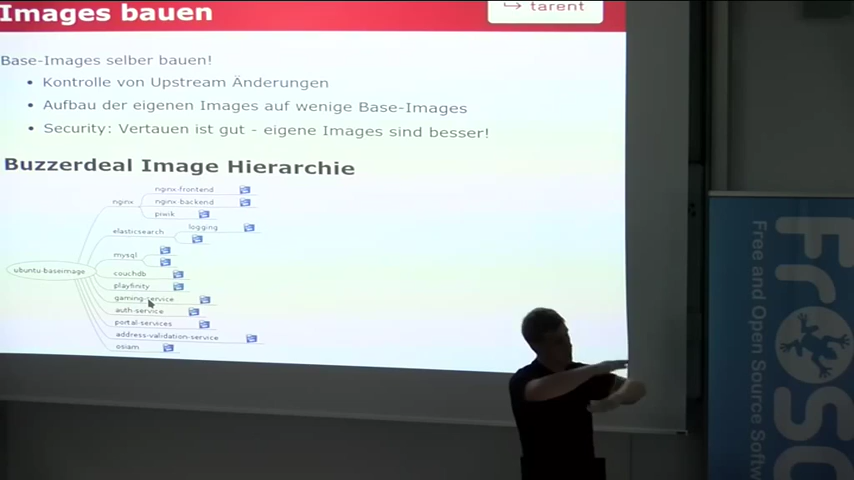 Images bauen
tarent
Base-Images selber bauen!
• Kontrolle von Upstream Änderungen
• Aufbau der eigenen Images auf wenige Base-Images
• Security: Vertauen ist gut - eigene Images sind besser!
Buzzerdeal Image Hierarchie
ubuntu-baseimage
nginx
nginx-frontend
nginx-backend
piwik
elasticsearch
logging
mysql
couchdb
playfinity
gaming-service
auth-service
portal-services
address-validation-service
osiam
FrOSC
Free and Open Source Softw